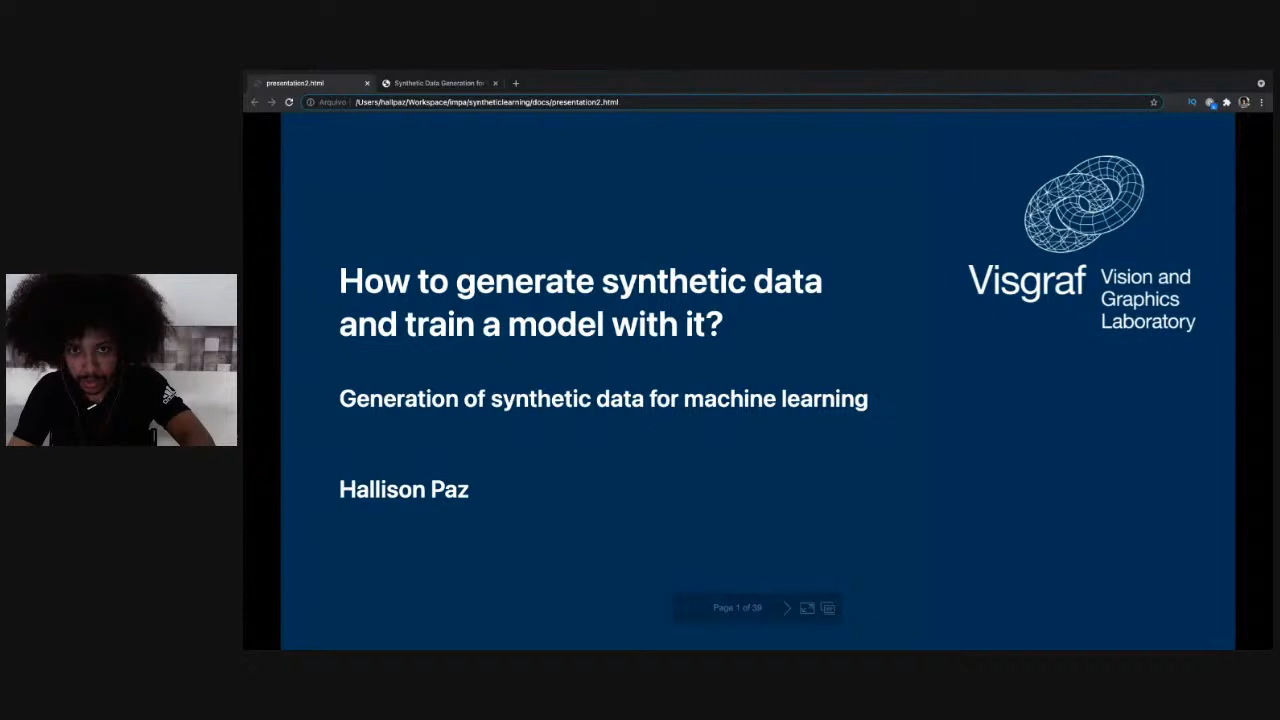 presentation2.html
Synthetic Data Generation for
Arquivo /Users/hallpaz/Workspace/impa/syntheticlearning/docs/presentation2.html
Visgraf
Vision and
Graphics
Laboratory
How to generate synthetic data
and train a model with it?
Generation of synthetic data for machine learning
Hallison Paz
Page 1 of 39